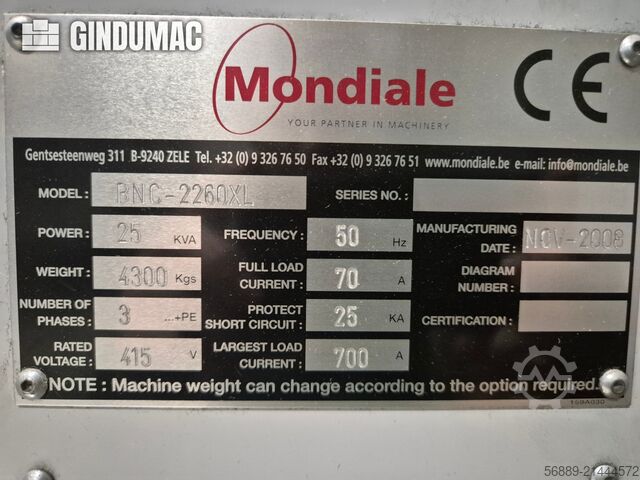 GINDUMAC
Mondiale
CE
YOUR PARTNER IN MACHINERY
Gentsesteenweg 311 B-9240 ZELE Tel. +32 (0) 9 326 76 50 Fax +32 (0) 9 326 76 51 www.mondiale.be e-mail: info@mondiale.be
MODEL : BNC-2260XL SERIES NO. :
POWER : 25 KVA FREQUENCY : 50 Hz MANUFACTURING DATE : NOV-2008
WEIGHT : 4300 Kgs FULL LOAD CURRENT : 70 A DIAGRAM NUMBER :
NUMBER OF PHASES : 3 ...+PE PROTECT SHORT CIRCUIT : 25 KA CERTIFICATION :
RATED VOLTAGE : 415 V LARGEST LOAD CURRENT : 700 A
NOTE : Machine weight can change according to the option required.
159A030
56889-21444572